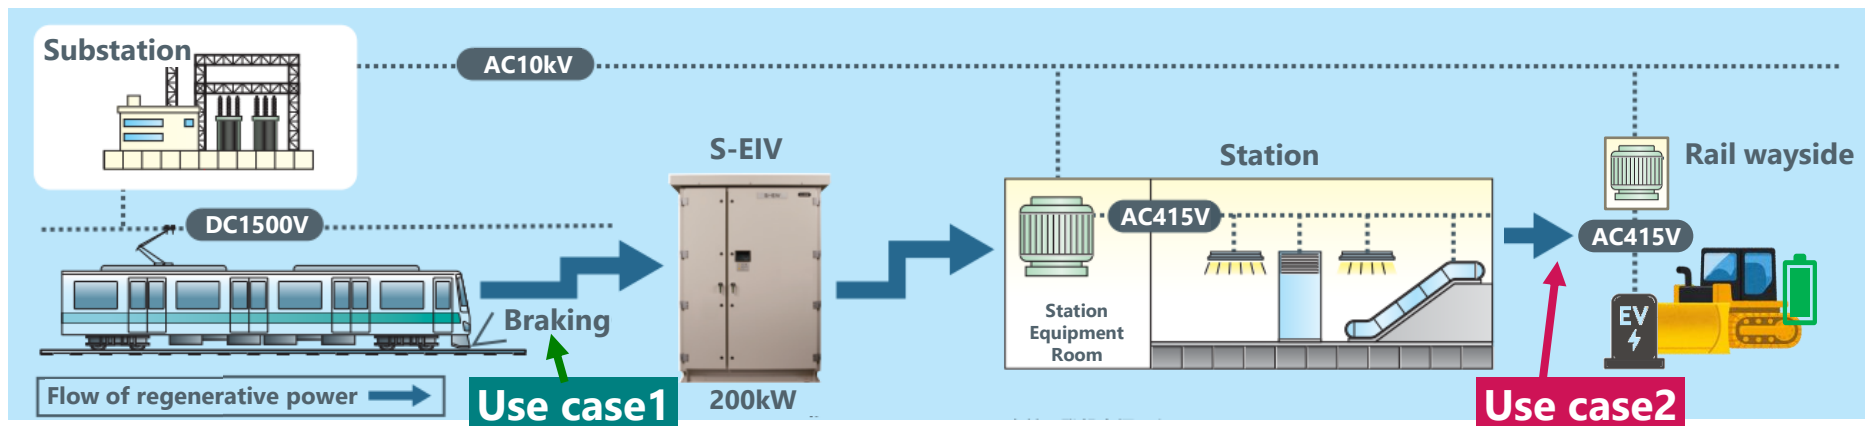 Substation
AC10kV
S-EIV
Station
Rail wayside
DC1500V
AC415V
AC415V
Braking
Station
Equipment
Room
EV
Flow of regenerative power
Use case1
200kW
Use case2